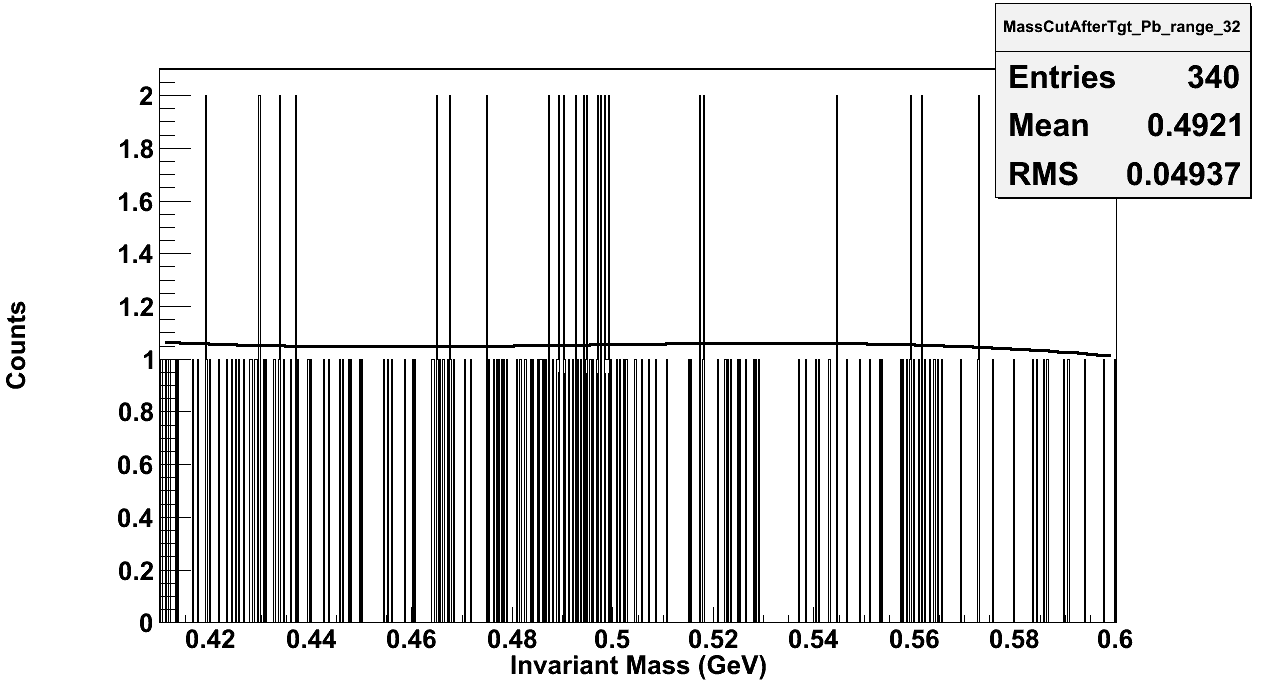 MassCutAfterTgt_Pb_range_32
Entries 340
Mean 0.4921
RMS 0.04937
Counts
2
1.8
1.6
1.4
1.2
1
0.8
0.6
0.4
0.2
0
0.42 0.44 0.46 0.48 0.5 0.52 0.54 0.56 0.58 0.6
Invariant Mass (GeV)